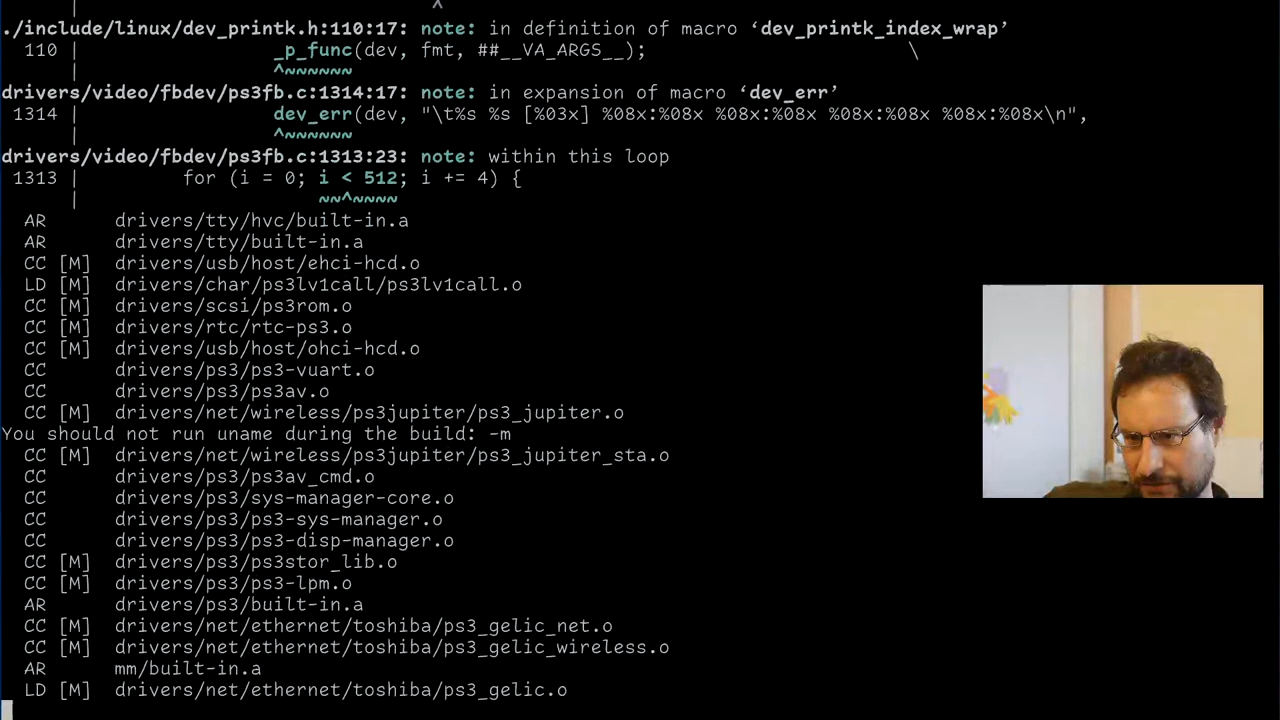 ./include/linux/dev_printk.h:110:17: note: in definition of macro ‘dev_printk_index_wrap’
110 | _p_func(dev, fmt, ##__VA_ARGS__); \
| ^~~~~~~
drivers/video/fbdev/ps3fb.c:1314:17: note: in expansion of macro ‘dev_err’
1314 | dev_err(dev, "\t%s %s [%03x] %08x:%08x %08x:%08x %08x:%08x %08x:%08x\n",
| ^~~~~~~
drivers/video/fbdev/ps3fb.c:1313:23: note: within this loop
1313 | for (i = 0; i < 512; i += 4) {
| ~~^~~~~
AR drivers/tty/hvc/built-in.a
AR drivers/tty/built-in.a
CC [M] drivers/usb/host/ehci-hcd.o
LD [M] drivers/char/ps3lv1call/ps3lv1call.o
CC [M] drivers/scsi/ps3rom.o
CC [M] drivers/rtc/rtc-ps3.o
CC [M] drivers/usb/host/ohci-hcd.o
CC drivers/ps3/ps3-vuart.o
CC drivers/ps3/ps3av.o
CC [M] drivers/net/wireless/ps3jupiter/ps3_jupiter.o
You should not run uname during the build: -m
CC [M] drivers/net/wireless/ps3jupiter/ps3_jupiter_sta.o
CC drivers/ps3/ps3av_cmd.o
CC drivers/ps3/sys-manager-core.o
CC drivers/ps3/ps3-sys-manager.o
CC drivers/ps3/ps3-disp-manager.o
CC [M] drivers/ps3/ps3stor_lib.o
CC [M] drivers/ps3/ps3-lpm.o
AR drivers/ps3/built-in.a
CC [M] drivers/net/ethernet/toshiba/ps3_gelic_net.o
CC [M] drivers/net/ethernet/toshiba/ps3_gelic_wireless.o
AR mm/built-in.a
LD [M] drivers/net/ethernet/toshiba/ps3_gelic.o